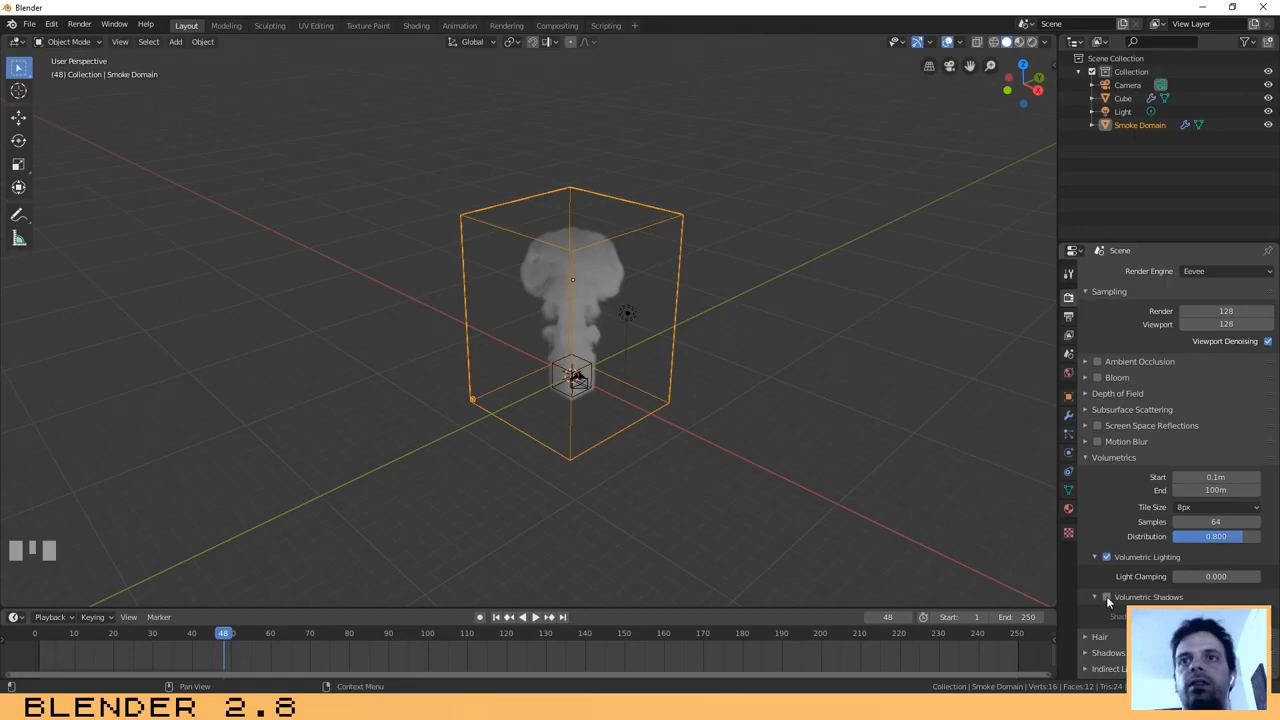 Blender
File Edit Render Window Help Layout Modeling Sculpting UV Editing Texture Paint Shading Animation Rendering Compositing Scripting + Scene View Layer
Object Mode View Select Add Object Global
User Perspective
(48) Collection | Smoke Domain
Z
Y
X
Scene Collection
Collection
Camera
Cube
Light
Smoke Domain
Scene
Render Engine Eevee
Sampling
Render 128
Viewport 128
Viewport Denoising
Ambient Occlusion
Bloom
Depth of Field
Subsurface Scattering
Screen Space Reflections
Motion Blur
Volumetrics
Start 0.1m
End 100m
Tile Size 8px
Samples 64
Distribution 0.800
Volumetric Lighting
Light Clamping 0.000
Volumetric Shadows
Hair
Shadows
Playback Keying View Marker 48 Start: 1 End: 250
0 10 20 30 40 48 50 60 70 80 90 100 110 120 130 140 150 160 170 180 190 200 210 220 230 240 250
Pan View Context Menu Collection | Smoke Domain | Verts:16 | Faces:12 | Tris:24 |
BLENDER 2.8